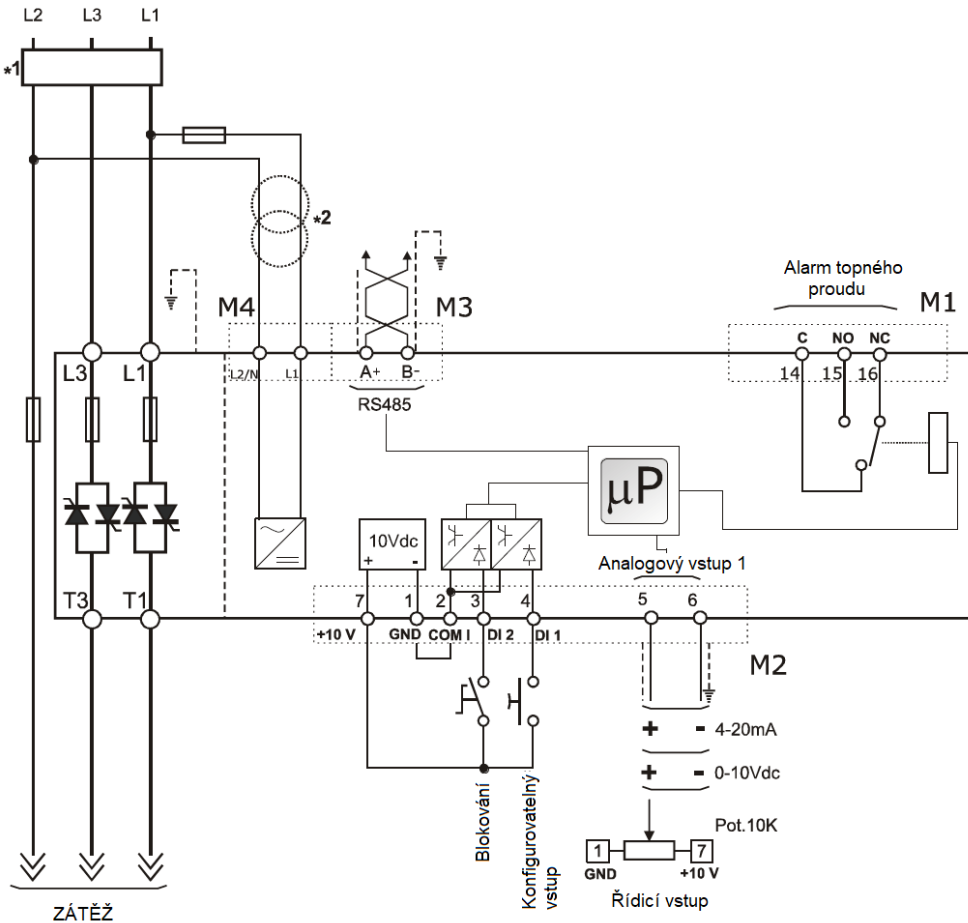 L2 L3 L1
*1
*2
Alarm topného
proudu
M4 M3 M1
C NO NC
L3 L1 L2/N L1 A+ B- 14 15 16
RS485
µP
10Vdc
+ -
Analogový vstup 1
T3 T1 7 1 2 3 4 5 6
+10 V GND COM I DI 2 DI 1
M2
+ - 4-20mA
+ - 0-10Vdc
Pot.10K
1 7
GND +10 V
Řídicí vstup
Blokování
Konfigurovatelný
vstup
ZÁTĚŽ